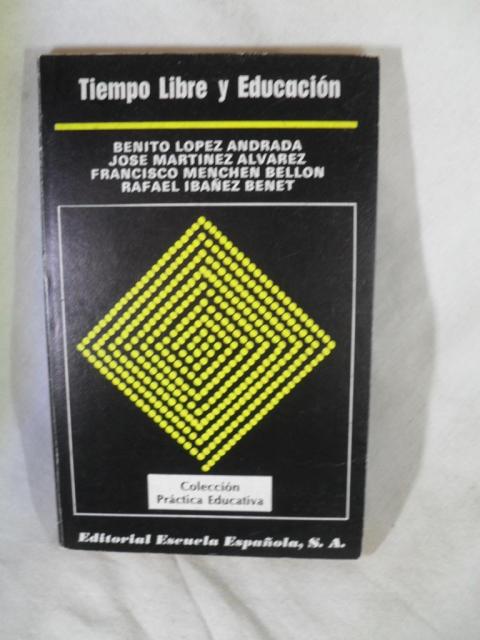 Tiempo Libre y Educación
BENITO LOPEZ ANDRADA
JOSE MARTINEZ ALVAREZ
FRANCISCO MENCHEN BELLON
RAFAEL IBAÑEZ BENET
Colección
Práctica Educativa
Editorial Escuela Española, S. A.